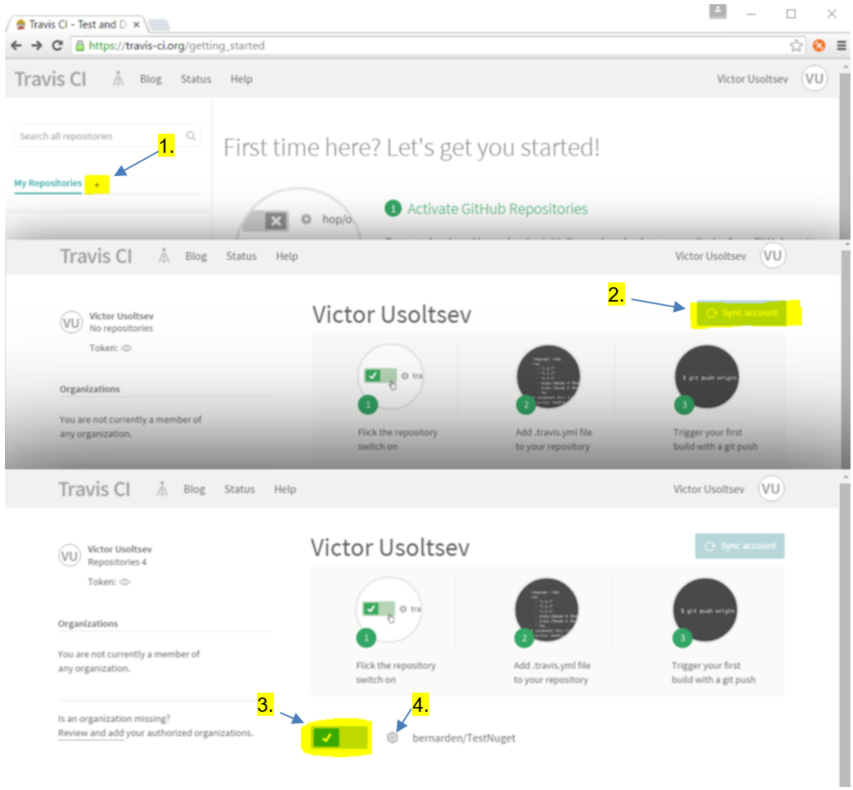 Travis CI - Test and D
https://travis-ci.org/getting_started
Travis CI Blog Status Help Victor Usoltsev VU
Search all repositories
1.
First time here? Let's get you started!
My Repositories +
1 Activate GitHub Repositories
hop/o
Travis CI Blog Status Help Victor Usoltsev VU
2.
VU Victor Usoltsev
No repositories
Token:
Victor Usoltsev
Sync account
Organizations
You are not currently a member of
any organization.
tra
1
Flick the repository
switch on
2
Add .travis.yml file
to your repository
$ git push origin
3
Trigger your first
build with a git push
Travis CI Blog Status Help Victor Usoltsev VU
VU Victor Usoltsev
Repositories 4
Token:
Victor Usoltsev
Sync account
Organizations
You are not currently a member of
any organization.
tra
1
Flick the repository
switch on
2
Add .travis.yml file
to your repository
$ git push origin
3
Trigger your first
build with a git push
Is an organization missing?
Review and add your authorized organizations.
3.
4.
bernarden/TestNuget